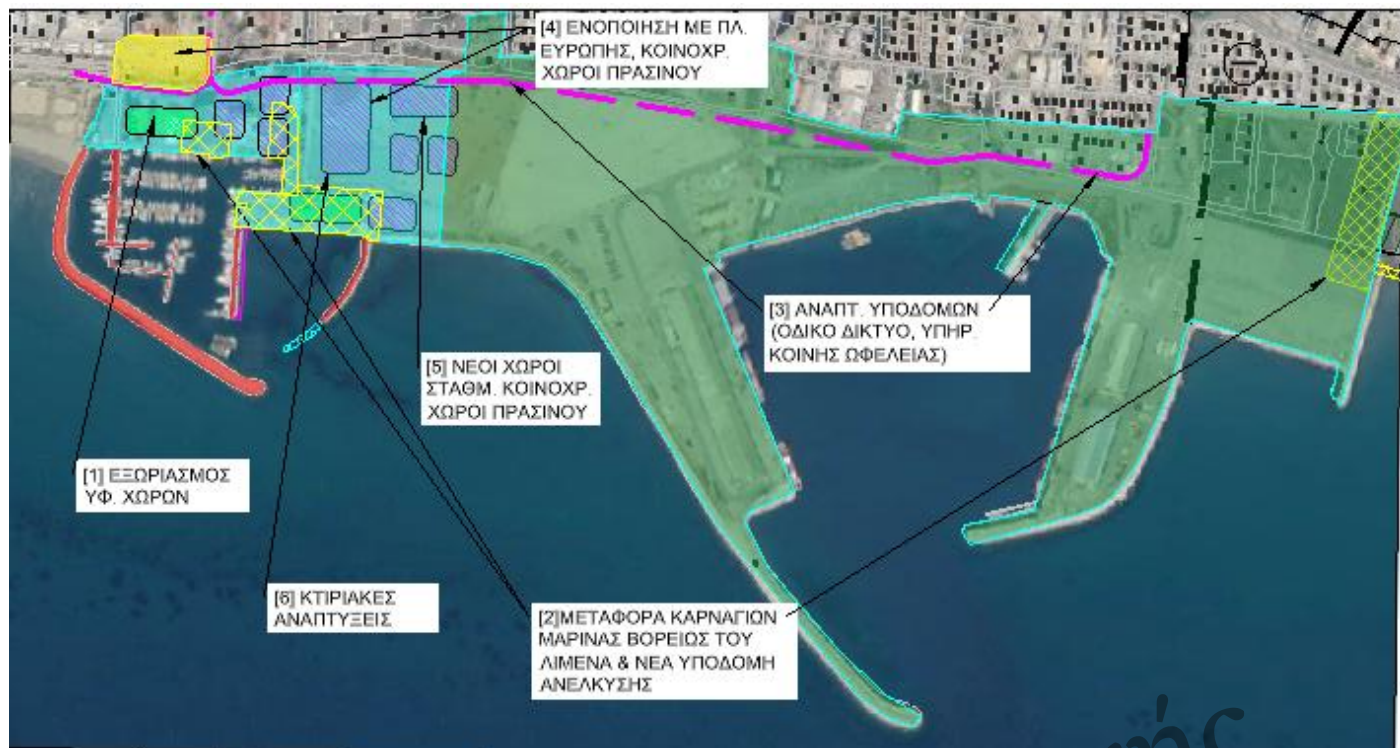 [4] ΕΝΟΠΟΙΗΣΗ ΜΕ ΠΛ.
ΕΥΡΩΠΗΣ, ΚΟΙΝΟΧΡ.
ΧΩΡΟΙ ΠΡΑΣΙΝΟΥ
[3] ΑΝΑΠΤ. ΥΠΟΔΟΜΩΝ
(ΟΔΙΚΟ ΔΙΚΤΥΟ, ΥΠΗΡ.
ΚΟΙΝΗΣ ΩΦΕΛΕΙΑΣ)
[5] ΝΕΟΙ ΧΩΡΟΙ
ΣΤΑΘΜ. ΚΟΙΝΟΧΡ.
ΧΩΡΟΙ ΠΡΑΣΙΝΟΥ
[1] ΕΞΩΡΙΑΣΜΟΣ
ΥΦ. ΧΩΡΩΝ
[6] ΚΤΙΡΙΑΚΕΣ
ΑΝΑΠΤΥΞΕΙΣ
[2]ΜΕΤΑΦΟΡΑ ΚΑΡΝΑΓΙΩΝ
ΜΑΡΙΝΑΣ ΒΟΡΕΙΩΣ ΤΟΥ
ΛΙΜΕΝΑ & ΝΕΑ ΥΠΟΔΟΜΗ
ΑΝΕΛΚΥΣΗΣ